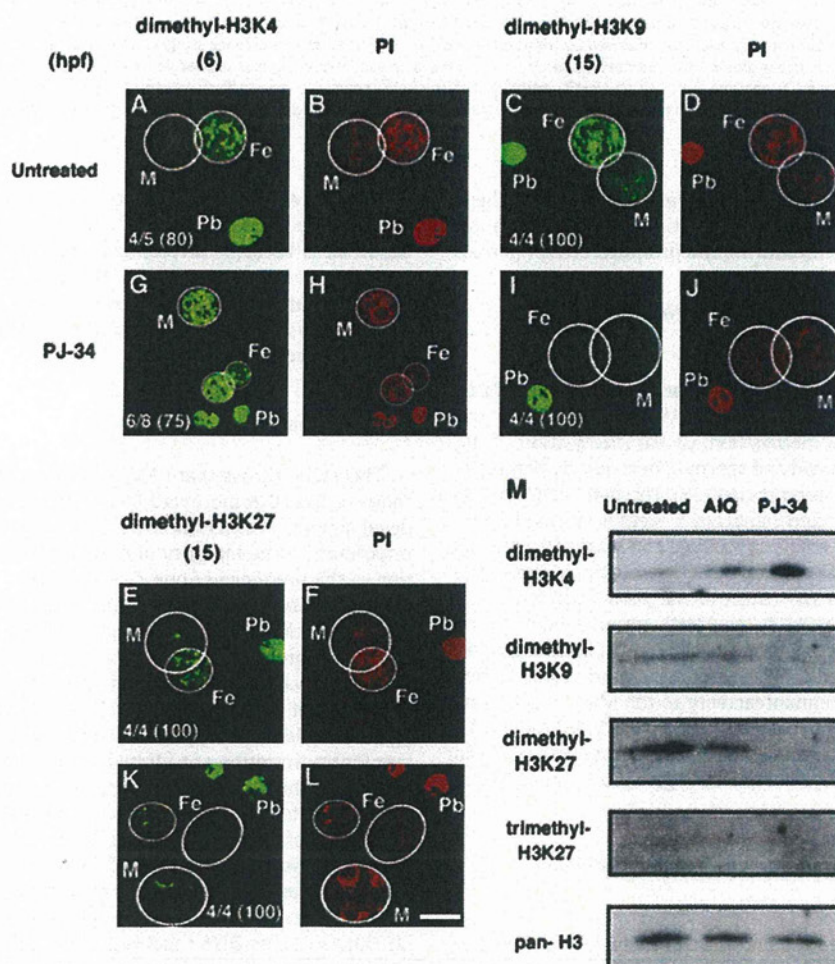 dimethyl-H3K4 PI dimethyl-H3K9 PI
(hpf) (6) (15)
Untreated
A M Fe Pb 4/5 (80)
B M Fe Pb
C Fe Pb M 4/4 (100)
D Fe Pb M
PJ-34
G M Fe Pb 6/8 (75)
H M Fe Pb
I Fe Pb M 4/4 (100)
J Fe Pb M
dimethyl-H3K27 PI
(15)
E M Pb Fe 4/4 (100)
F M Pb Fe
K Fe Pb M 4/4 (100)
L Fe Pb M
M
Untreated AIQ PJ-34
dimethyl-
H3K4
dimethyl-
H3K9
dimethyl-
H3K27
trimethyl-
H3K27
pan- H3